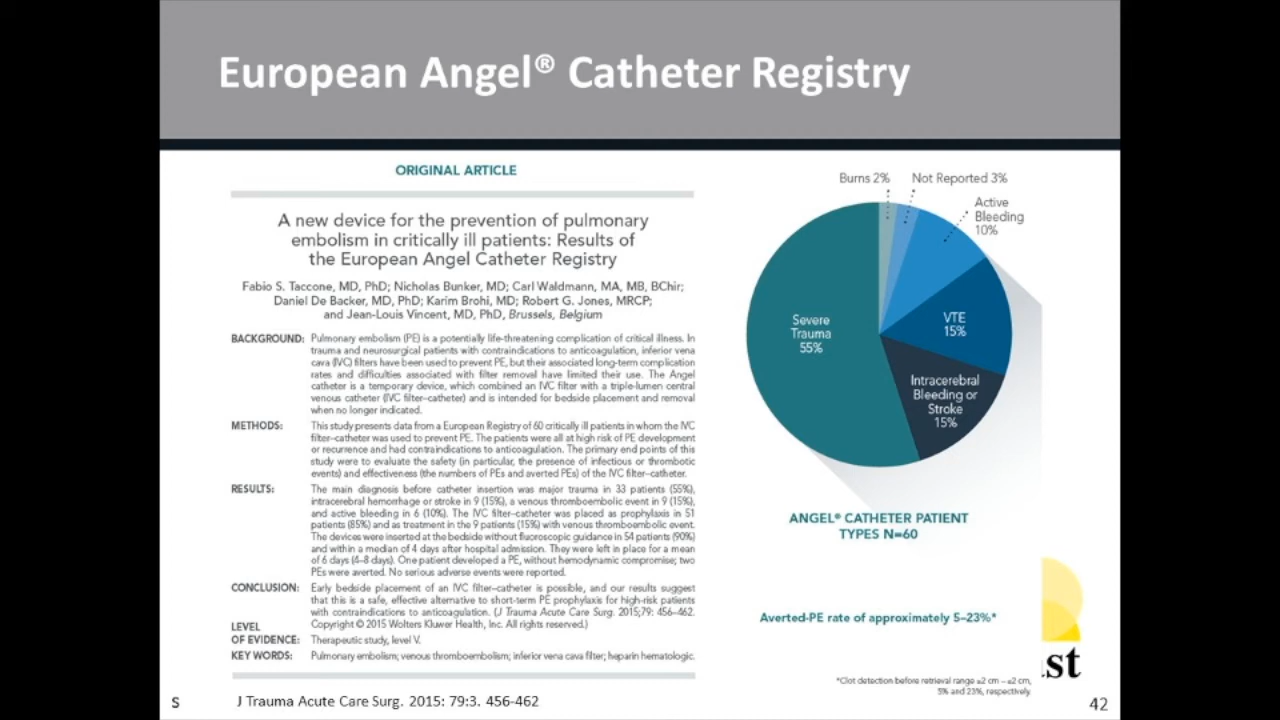 European Angel® Catheter Registry
ORIGINAL ARTICLE
A new device for the prevention of pulmonary
embolism in critically ill patients: Results of
the European Angel Catheter Registry
Fabio S. Taccone, MD, PhD; Nicholas Bunker, MD; Carl Waldmann, MA, MB, BChir;
Daniel De Backer, MD, PhD; Karim Brohi, MD; Robert G. Jones, MRCP;
and Jean-Louis Vincent, MD, PhD, Brussels, Belgium
BACKGROUND: Pulmonary embolism (PE) is a potentially life-threatening complication of critical illness. In
trauma and neurosurgical patients with contraindications to anticoagulation, inferior vena
cava (IVC) filters have been used to prevent PE, but their associated long-term complication
rates and difficulties associated with filter removal have limited their use. The Angel
catheter is a temporary device, which combined an IVC filter with a triple-lumen central
venous catheter (IVC filter–catheter) and is intended for bedside placement and removal
when no longer indicated.
METHODS: This study presents data from a European Registry of 60 critically ill patients in whom the IVC
filter–catheter was used to prevent PE. The patients were all at high risk of PE development
or recurrence and had contraindications to anticoagulation. The primary end points of this
study were to evaluate the safety (in particular, the presence of infectious or thrombotic
events) and effectiveness (the numbers of PEs and averted PEs) of the IVC filter–catheter.
RESULTS: The main diagnosis before catheter insertion was major trauma in 33 patients (55%),
intracerebral hemorrhage or stroke in 9 (15%), a venous thromboembolic event in 9 (15%),
and active bleeding in 6 (10%). The IVC filter–catheter was placed as prophylaxis in 51
patients (85%) and as treatment in the 9 patients (15%) with venous thromboembolic event.
The devices were inserted at the bedside without fluoroscopic guidance in 54 patients (90%)
and within a median of 4 days after hospital admission. They were left in place for a mean
of 6 days (4–8 days). One patient developed a PE, without hemodynamic compromise; two
PEs were averted. No serious adverse events were reported.
CONCLUSION: Early bedside placement of an IVC filter–catheter is possible, and our results suggest
that this is a safe, effective alternative to short-term PE prophylaxis for high-risk patients
with contraindications to anticoagulation. (J Trauma Acute Care Surg. 2015;79: 456–462.
Copyright © 2015 Wolters Kluwer Health, Inc. All rights reserved.)
LEVEL
OF EVIDENCE: Therapeutic study, level V.
KEY WORDS: Pulmonary embolism; venous thromboembolism; inferior vena cava filter; heparin hematologic.
Burns 2%
Not Reported 3%
Active
Bleeding
10%
VTE
15%
Intracerebral
Bleeding or
Stroke
15%
Severe
Trauma
55%
ANGEL® CATHETER PATIENT
TYPES N=60
Averted-PE rate of approximately 5–23%*
*Clot detection before retrieval range ≥2 cm – ≤2 cm,
5% and 23%, respectively.
st
S
J Trauma Acute Care Surg. 2015: 79:3. 456-462
42